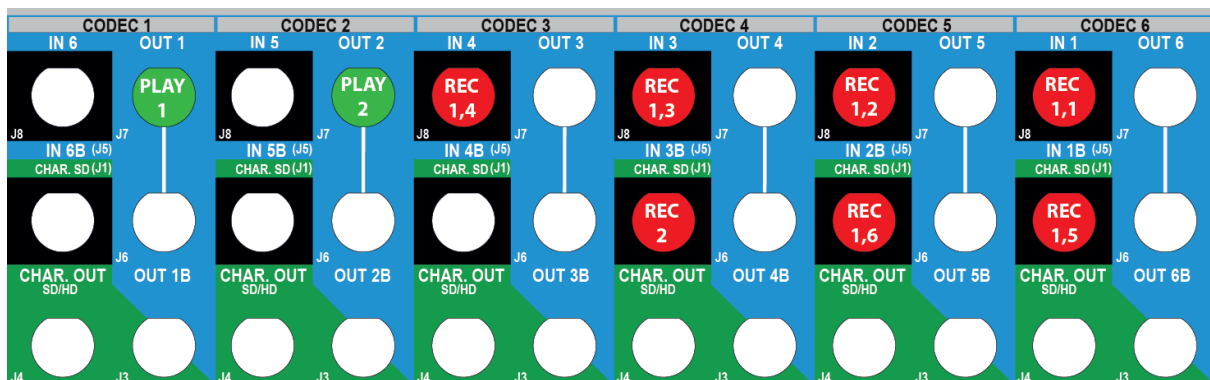 CODEC 1 CODEC 2 CODEC 3 CODEC 4 CODEC 5 CODEC 6
IN 6 OUT 1 IN 5 OUT 2 IN 4 OUT 3 IN 3 OUT 4 IN 2 OUT 5 IN 1 OUT 6
PLAY PLAY REC REC REC REC
1 2 1,4 1,3 1,2 1,1
J8 J7 J8 J7 J8 J7 J8 J7 J8 J7 J8 J7
IN 6B (J5) IN 5B (J5) IN 4B (J5) IN 3B (J5) IN 2B (J5) IN 1B (J5)
CHAR. SD (J1) CHAR. SD (J1) CHAR. SD (J1) CHAR. SD (J1) CHAR. SD (J1) CHAR. SD (J1)
REC REC REC
2 1,6 1,5
J6 J6 J6 J6 J6 J6
CHAR. OUT OUT 1B CHAR. OUT OUT 2B CHAR. OUT OUT 3B CHAR. OUT OUT 4B CHAR. OUT OUT 5B CHAR. OUT OUT 6B
SD/HD SD/HD SD/HD SD/HD SD/HD SD/HD
J4 J3 J4 J3 J4 J3 J4 J3 J4 J3 J4 J3